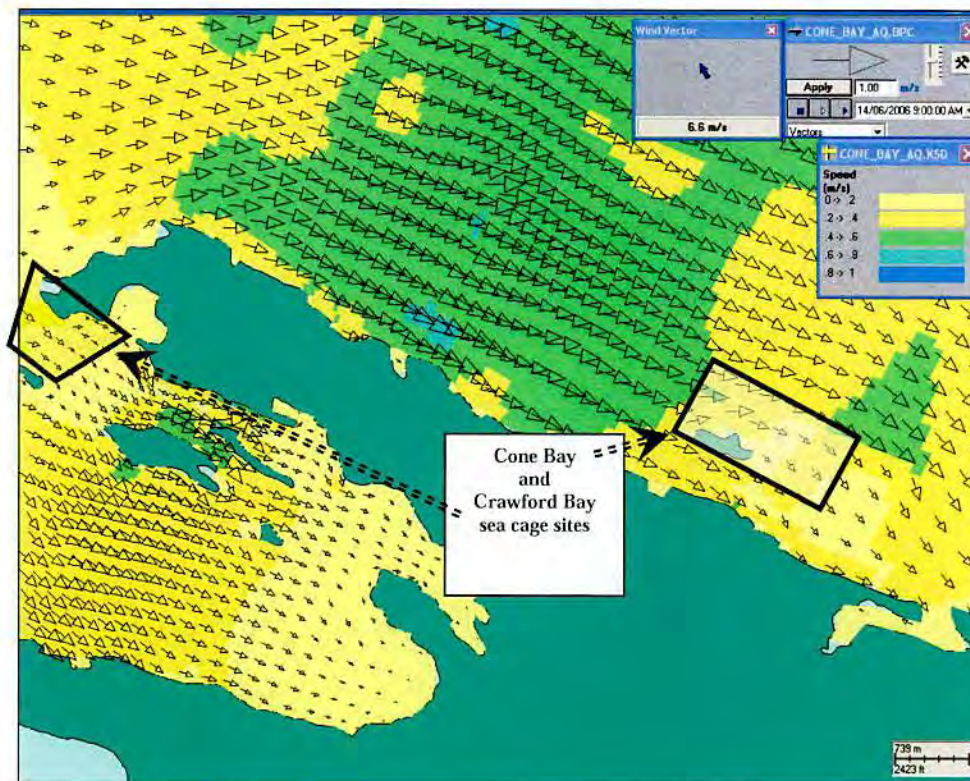 Wind Vector
6.6 m/s
CONE_BAY_AQ.BPC
Apply 1.00 m/s
14/06/2006 9:00:00 AM
Vectors
CONE_BAY_AQ.KSD
Speed
(m/s)
0 -> .2
.2 -> .4
.4 -> .6
.6 -> .8
.8 -> 1
Cone Bay
and
Crawford Bay
sea cage sites
739 m
2423 ft